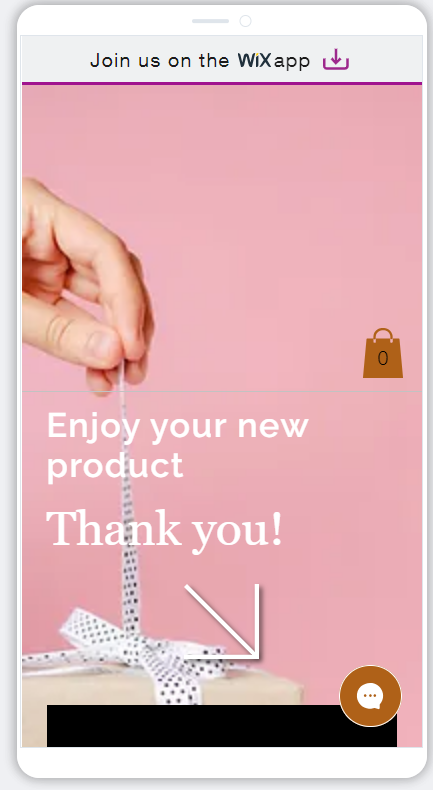 Join us on the WiX app
0
Enjoy your new
product
Thank you!